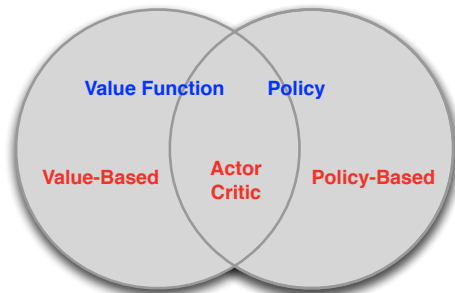 Value Function
Policy
Value-Based
Actor
Critic
Policy-Based